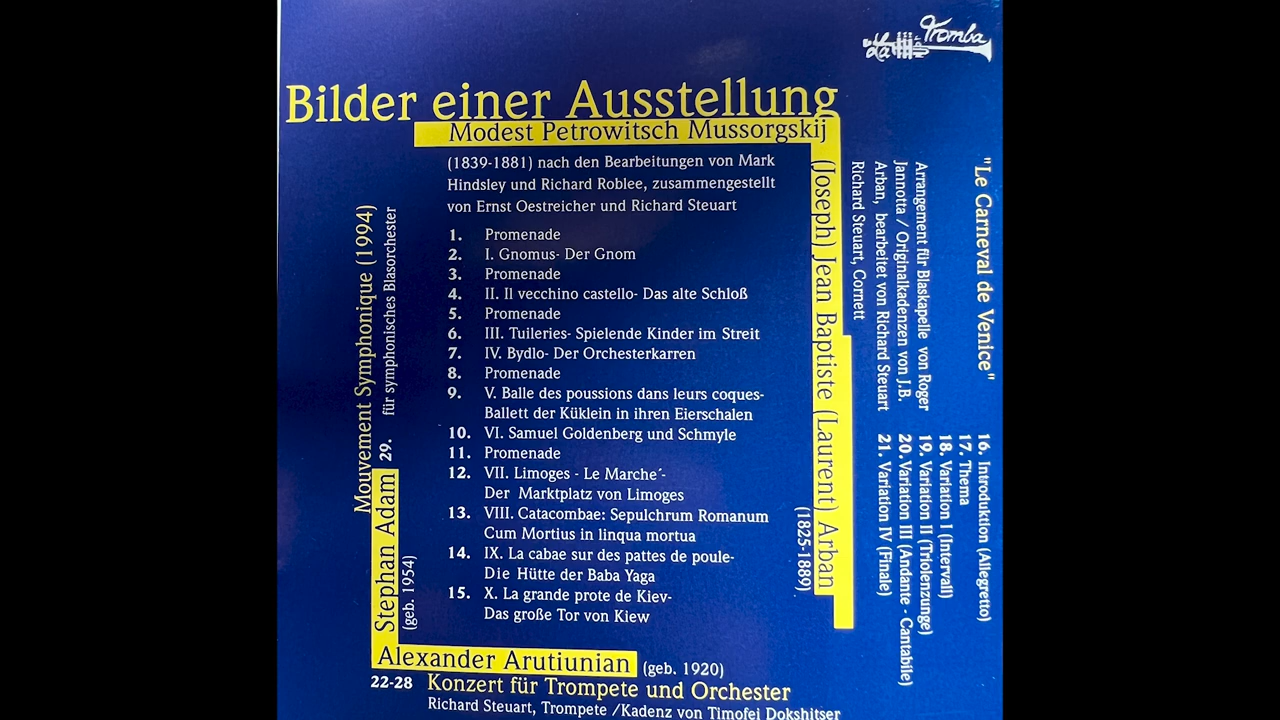 La Tromba
Bilder einer Ausstellung
Modest Petrowitsch Mussorgskij
(1839-1881) nach den Bearbeitungen von Mark
Hindsley und Richard Roblee, zusammengestellt
von Ernst Oestreicher und Richard Steuart
1. Promenade
2. I. Gnomus- Der Gnom
3. Promenade
4. II. Il vecchino castello- Das alte Schloß
5. Promenade
6. III. Tuileries- Spielende Kinder im Streit
7. IV. Bydlo- Der Orchesterkarren
8. Promenade
9. V. Balle des poussions dans leurs coques-
Ballett der Küklein in ihren Eierschalen
10. VI. Samuel Goldenberg und Schmyle
11. Promenade
12. VII. Limoges - Le Marche´-
Der Marktplatz von Limoges
13. VIII. Catacombae: Sepulchrum Romanum
Cum Mortius in linqua mortua
14. IX. La cabae sur des pattes de poule-
Die Hütte der Baba Yaga
15. X. La grande prote de Kiev-
Das große Tor von Kiew
(Joseph) Jean Baptiste (Laurent) Arban
(1825-1889)
"Le Carneval de Venice"
Arrangement für Blaskapelle von Roger
Jannotta / Originalkadenzen von J.B.
Arban, bearbeitet von Richard Steuart
Richard Steuart, Cornett
16. Introduktion (Allegretto)
17. Thema
18. Variation I (Intervall)
19. Variation II (Triolenzunge)
20. Variation III (Andante - Cantabile)
21. Variation IV (Finale)
Alexander Arutiunian (geb. 1920)
22-28 Konzert für Trompete und Orchester
Richard Steuart, Trompete /Kadenz von Timofei Dokshitser
Stephan Adam
(geb. 1954)
Mouvement Symphonique (1994)
29. für symphonisches Blasorchester